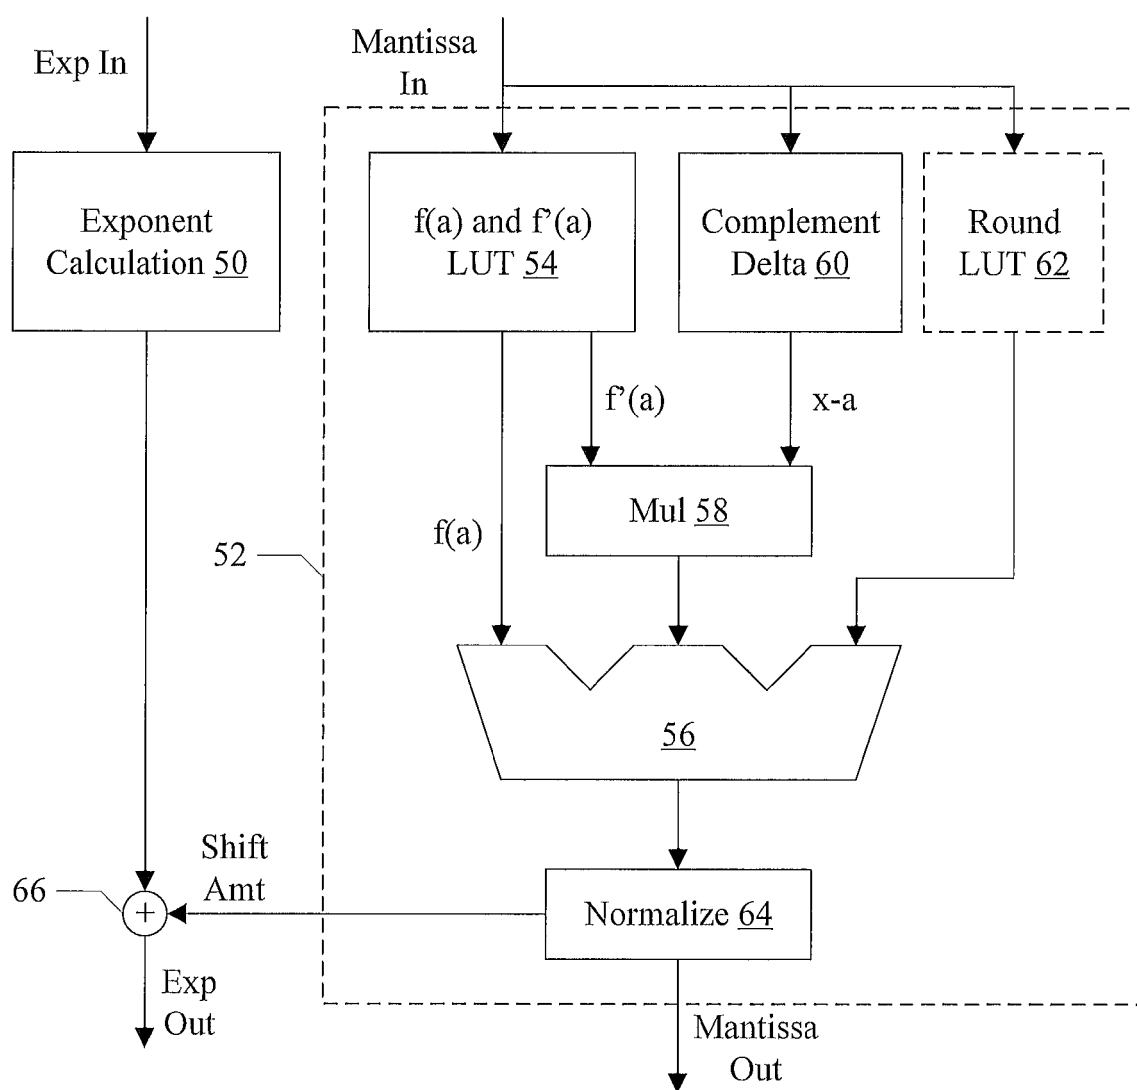 Exp In
Mantissa
In
Exponent
Calculation 50
f(a) and f’(a)
LUT 54
Complement
Delta 60
Round
LUT 62
f’(a)
x-a
Mul 58
f(a)
52
56
Shift
Amt
66
+
Normalize 64
Exp
Out
Mantissa
Out